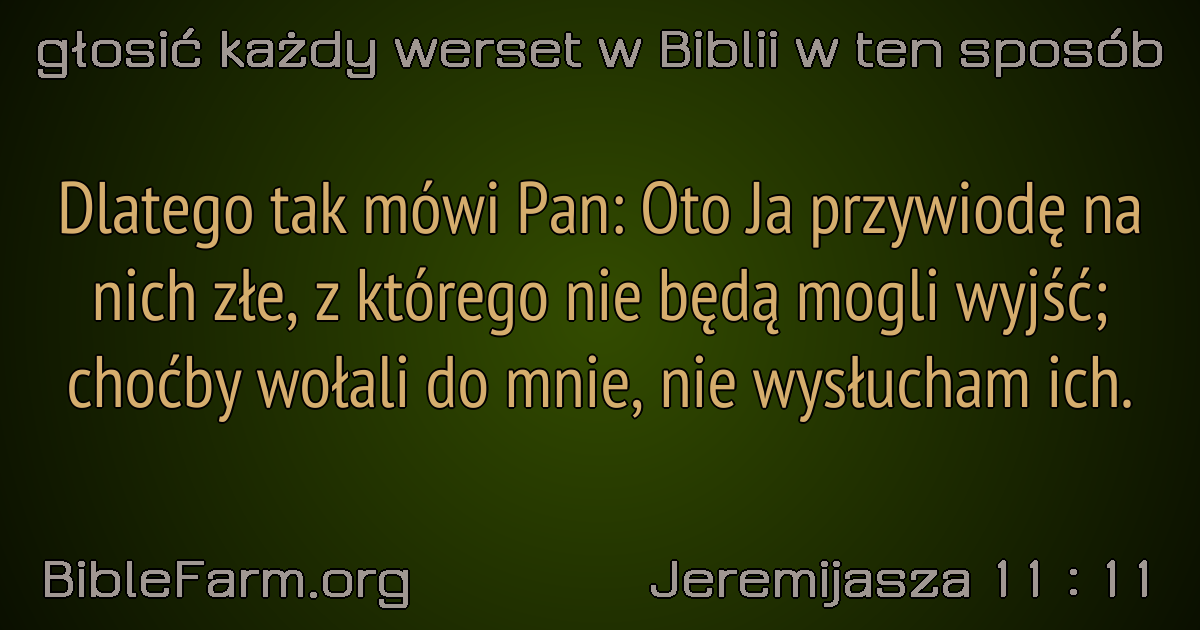 głosić każdy werset w Biblii w ten sposób
Dlatego tak mówi Pan: Oto Ja przywiodę na
nich złe, z którego nie będą mogli wyjść;
choćby wołali do mnie, nie wysłucham ich.
BibleFarm.org
Jeremijasza 11 : 11